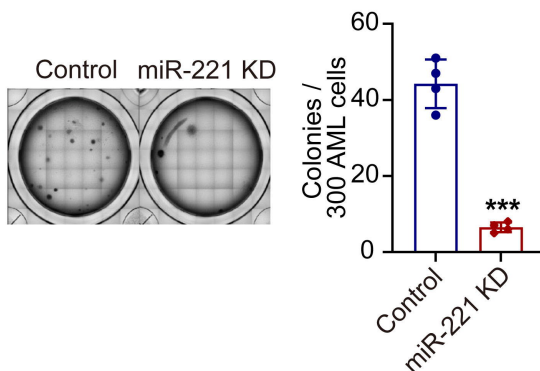 Control miR-221 KD
Colonies /
300 AML cells
60
40
20
0
***
Control
miR-221 KD